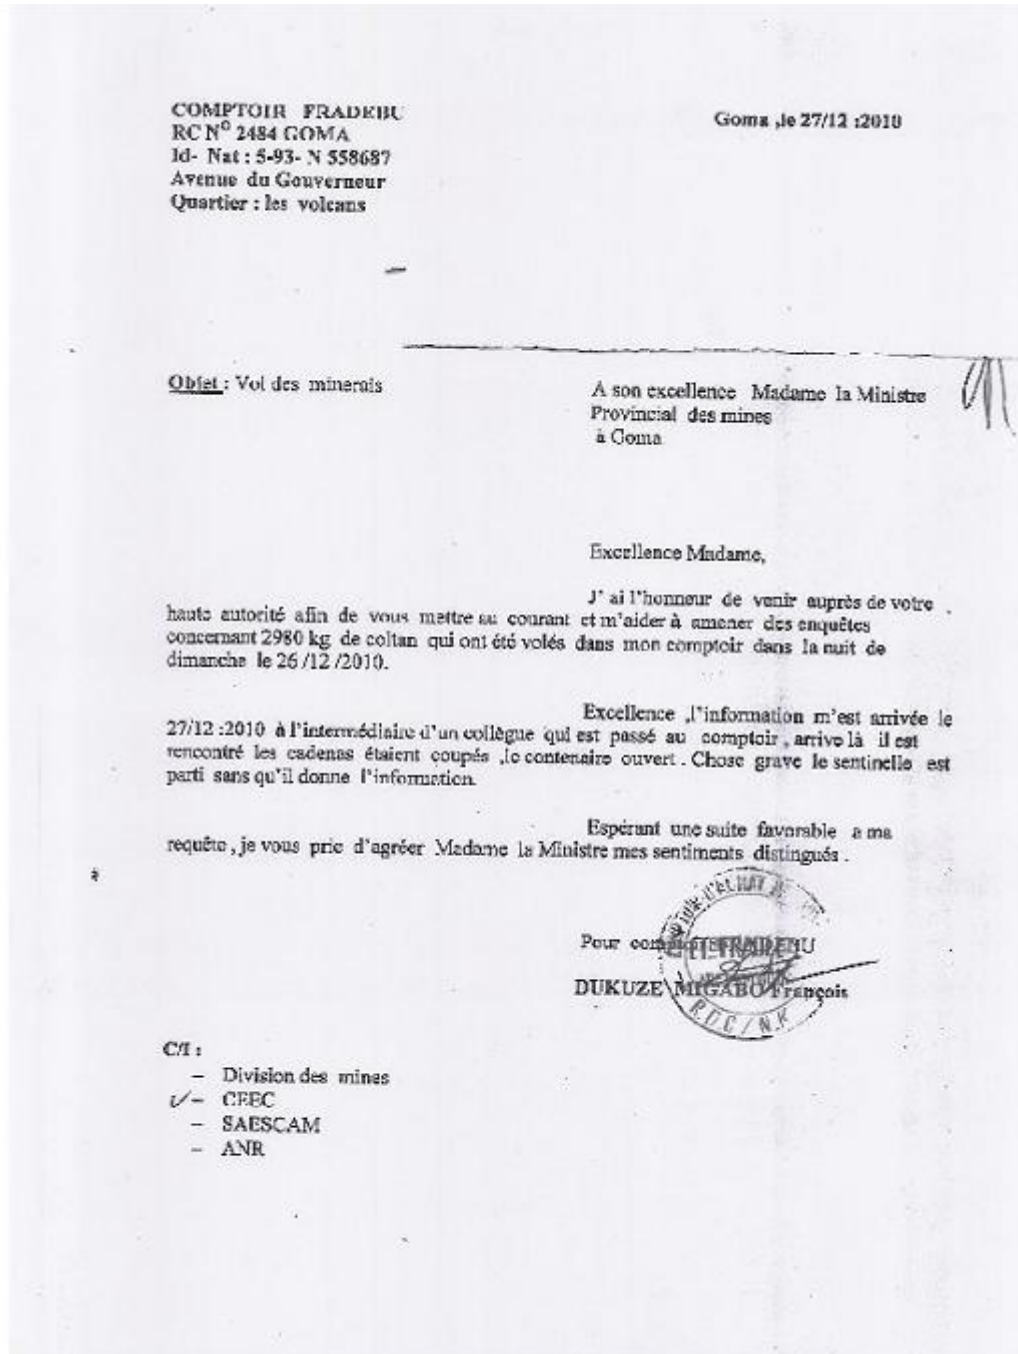 COMPTOIR FRADEBU
RC N° 2484 GOMA
Id- Nat : 5-93- N 558687
Avenue du Gouverneur
Quartier : les volcans
Goma ,le 27/12 :2010
Objet : Vol des minerais
A son excellence Madame la Ministre
Provincial des mines
à Goma
Excellence Madame,
J' ai l'honneur de venir auprès de votre
haute autorité afin de vous mettre au courant et m'aider à amener des enquêtes
concernant 2980 kg de coltan qui ont été volés dans mon comptoir dans la nuit de
dimanche le 26 /12 /2010.
Excellence ,l'information m'est arrivée le
27/12 :2010 à l'intermédiaire d'un collègue qui est passé au comptoir , arrive là il est
rencontré les cadenas étaient coupés ,le contenaire ouvert . Chose grave le sentinelle est
parti sans qu'il donne l'information.
Espérant une suite favorable a ma
requête , je vous prie d'agréer Madame la Ministre mes sentiments distingués .
Pour comptoir FRADEBU
DUKUZE MIGABO François
R.D.C / N.K
C/I :
– Division des mines
– CEEC
– SAESCAM
– ANR